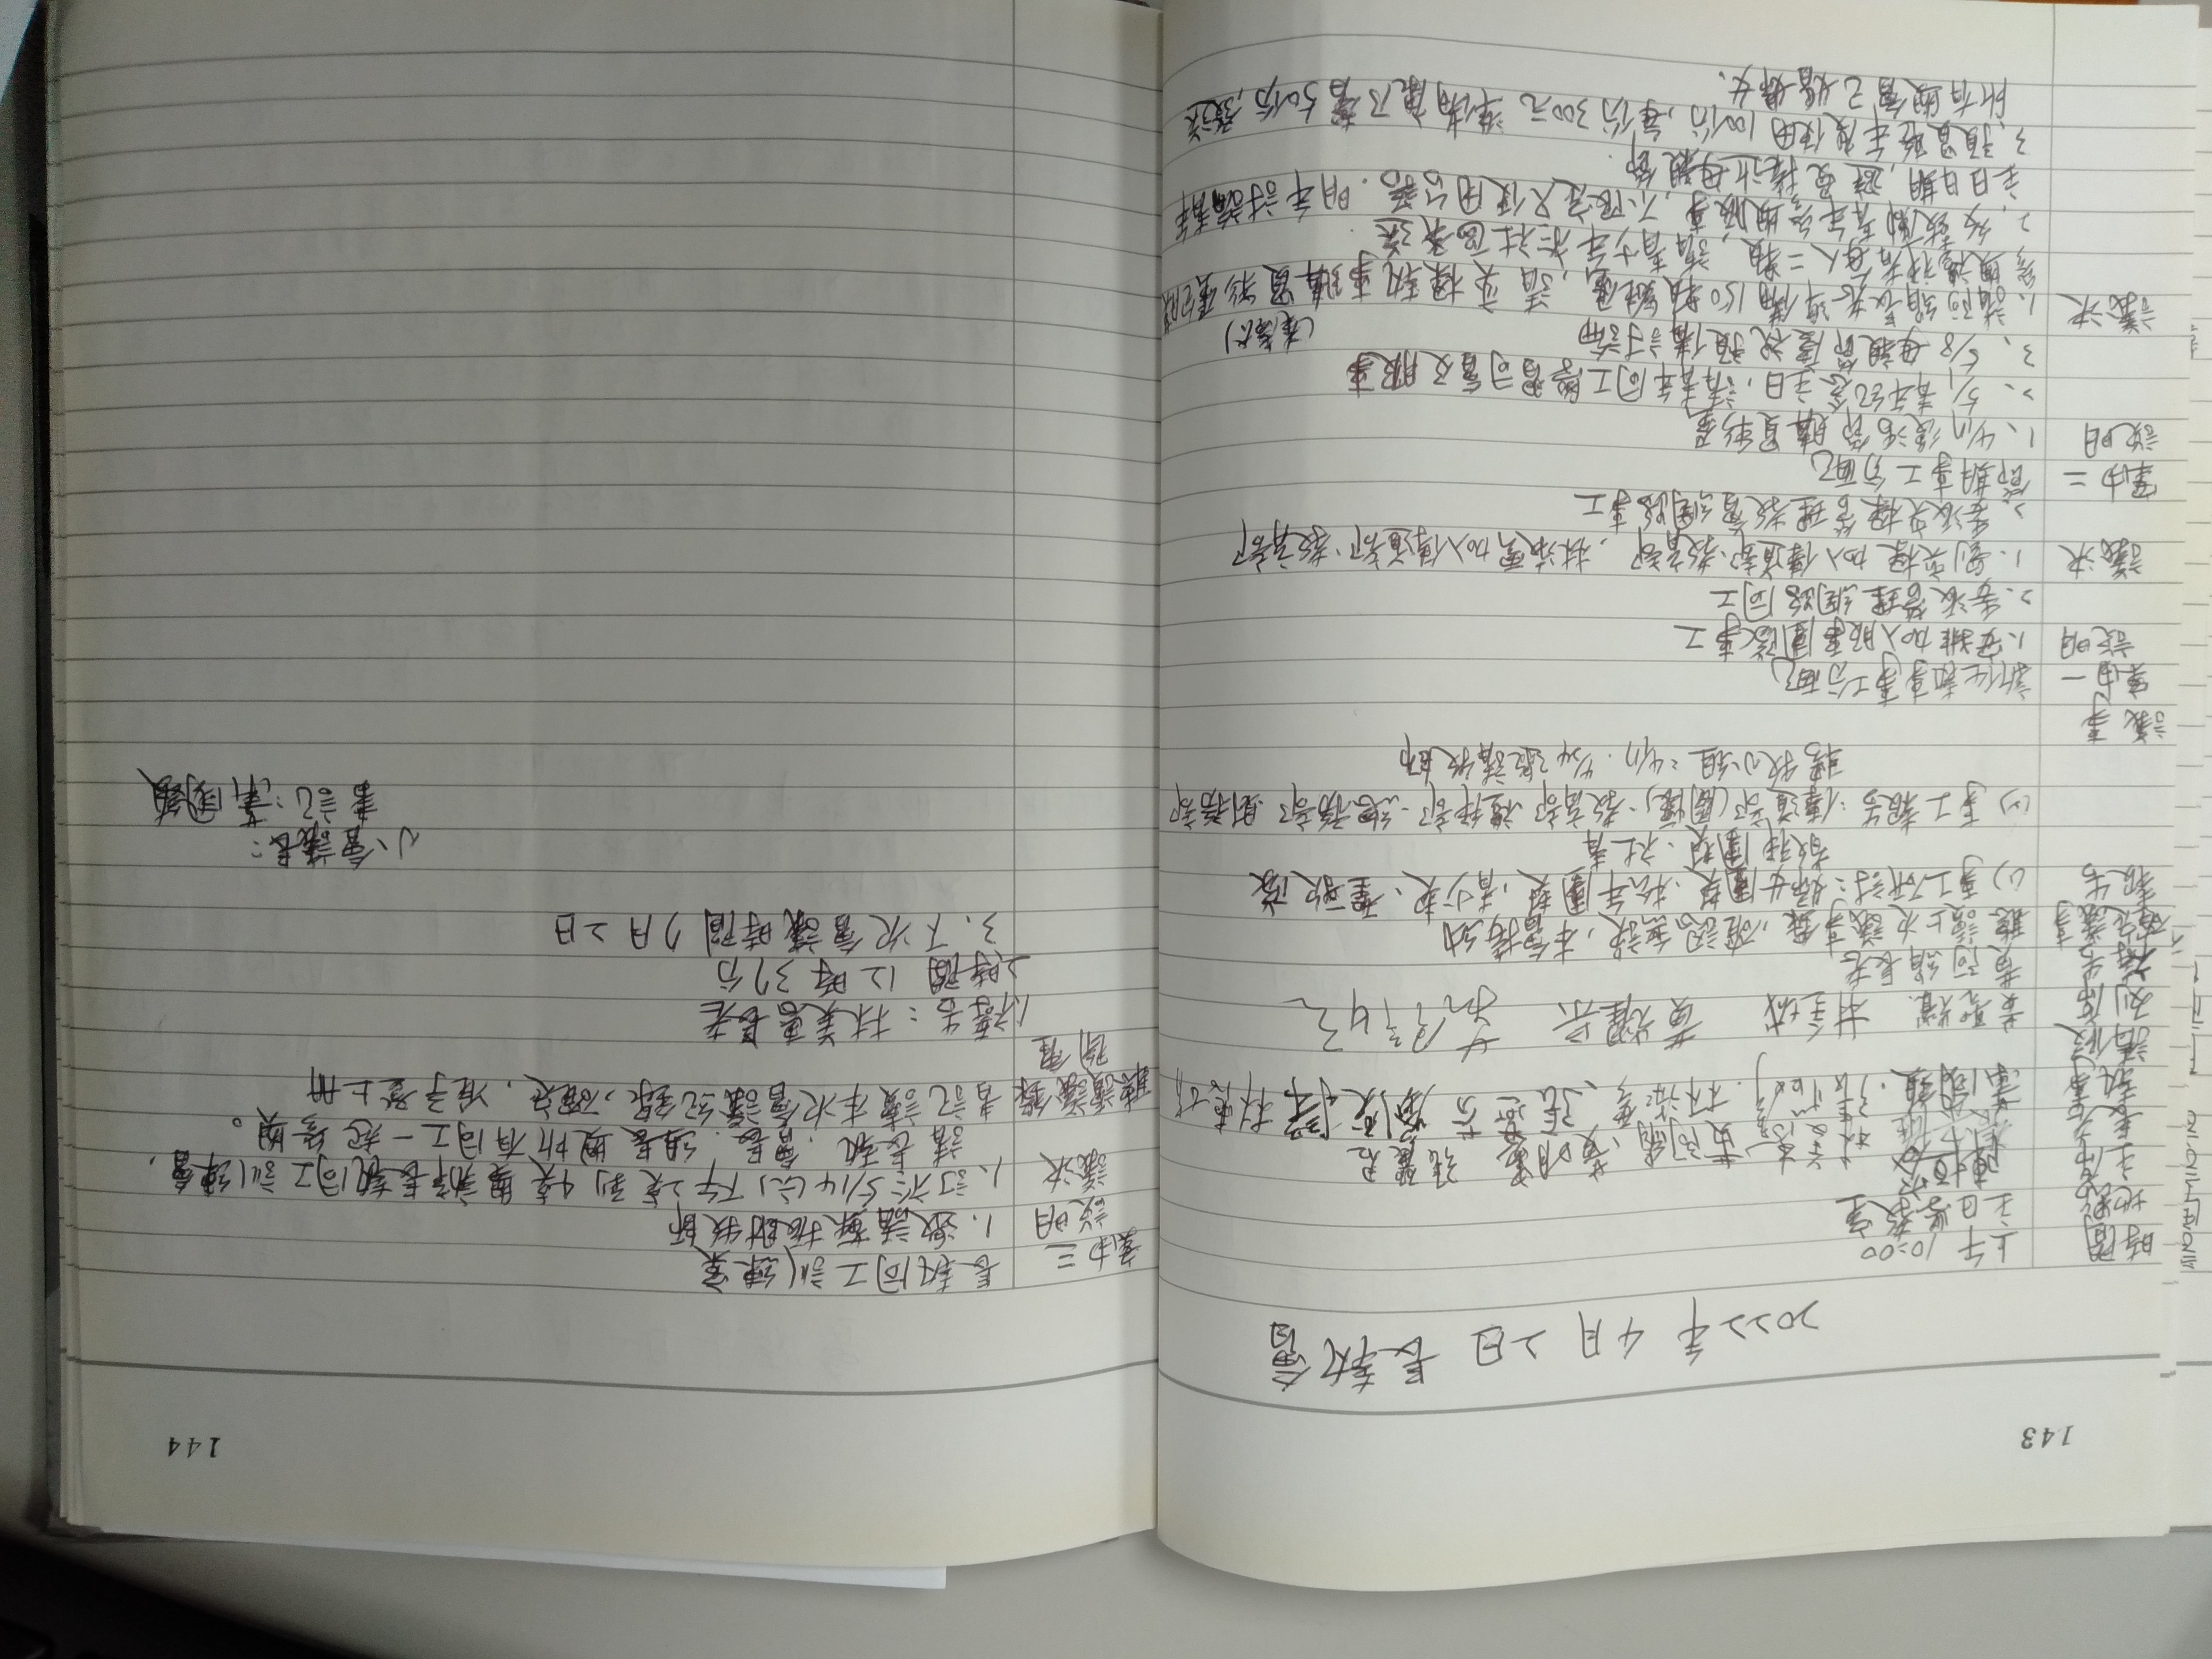 143
2022年 4月 2日 長執會
時間 上午 10:00
地點 主日學教室
主席 陳恒容
長老 林美惠 黃阿絹、黃明 張麗君
執事 蕭國鎮、張 、林淑雲、張燕芬 劉奕樑 林惠娟
請假
列席 黃聖耀 林金城 黃耀宗
禱告 黃阿絹長老
確定議事 聽讀上次議事錄,確認無誤,本會接納
報告 (1) 事工研討:婦女團契、松年團契、青少契、聖歌隊
敬拜團契、社青
(2) 事工報告:傳道部(關懷)、教育部、禮拜部、總務部、財務部
聘牧小組:4/17、4/24邀請牧師
議事
案由一 新任執事事工分配
說明 1、安排加入服事團隊事工
2、委派管理網路同工
議決 1、劉奕樑加入傳道部、教育部,林淑雲加入傳道部、教育部
2、委派奕樑管理教會網路事工
案由二 節期事工分配
說明 1、4/17復活節購買彩蛋
2、5/1青年紀念主日,請青年同工學習司會及服事
3、5/8母親節慶祝預備討論
議決 1、請阿絹長老準備150顆雞蛋,請奕樑執事購買彩蛋包膜
參與禮拜者每人二顆,請青少年於社區發送.
2、多鼓勵青年參與服事,不限定只使用台語.明年討論青年
主日日期,避免接近母親節.
3、預買整年度使用100份,每份300元 準備康乃馨50份,發送
所有與會已婚婦女、
144
案由三 長執同工訓練案
說明 1、邀請蘇振財牧師
議決 1、訂於5/14(六)下午2點到4點舉辦長執同工訓練會,
請長執、會長、組長與所有同工一起參與。
聽讀議錄 書記讀本次會議紀錄,確定,准予登上册
閉會
1、禱告:林美惠長老
2、時間 12時37分
3、下次會議時間7月2日
小會議長:
書記:蕭國鎮